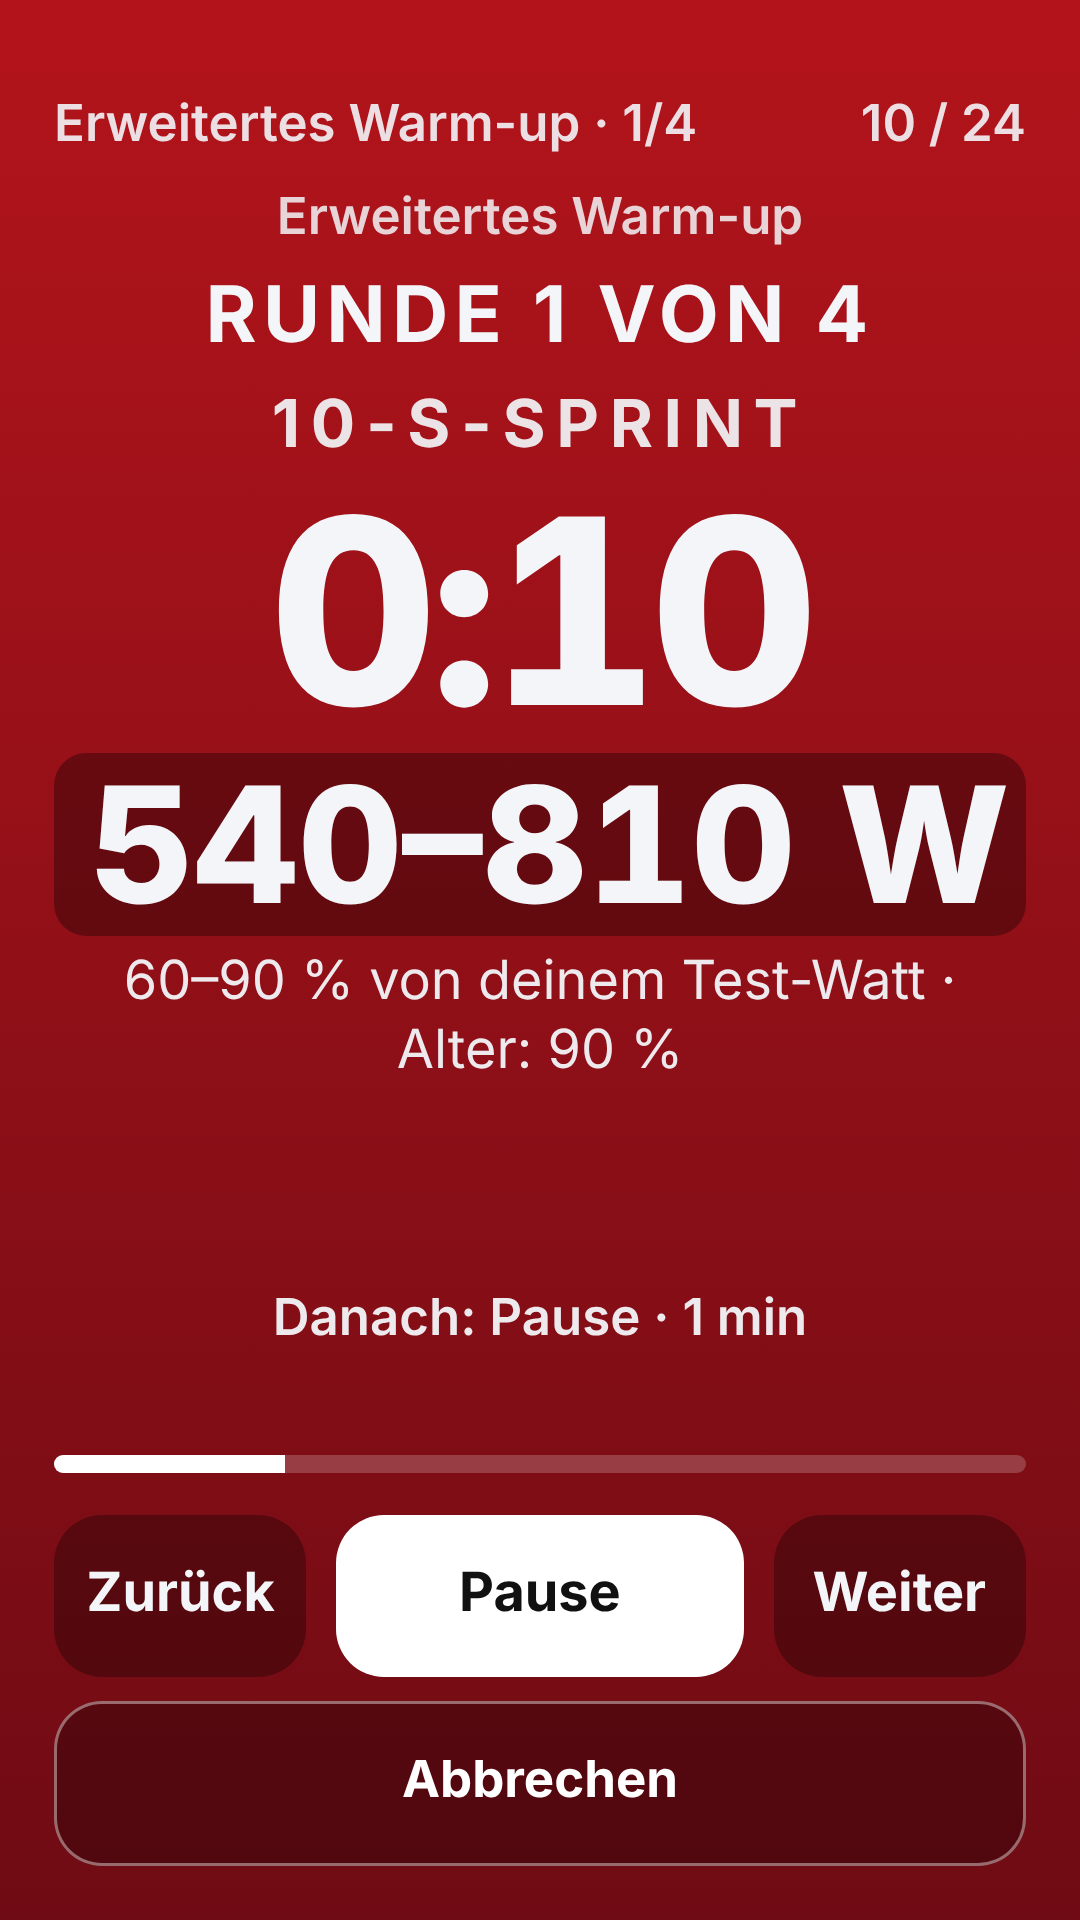 Erweitertes Warm-up · 1/4
10 / 24
Erweitertes Warm-up
RUNDE 1 VON 4
10-S-SPRINT
0:10
540–810 W
60–90 % von deinem Test-Watt ·
Alter: 90 %
Danach: Pause · 1 min
Zurück
Pause
Weiter
Abbrechen